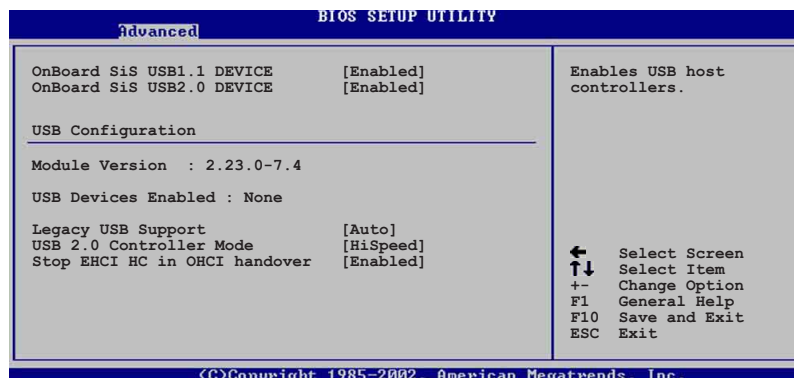 BIOS SETUP UTILITY
Advanced
OnBoard SiS USB1.1 DEVICE [Enabled]
OnBoard SiS USB2.0 DEVICE [Enabled]
USB Configuration
Module Version : 2.23.0-7.4
USB Devices Enabled : None
Legacy USB Support [Auto]
USB 2.0 Controller Mode [HiSpeed]
Stop EHCI HC in OHCI handover [Enabled]
Enables USB host
controllers.
← Select Screen
↑↓ Select Item
+- Change Option
F1 General Help
F10 Save and Exit
ESC Exit
(C)Copyright 1985-2002, American Megatrends, Inc.